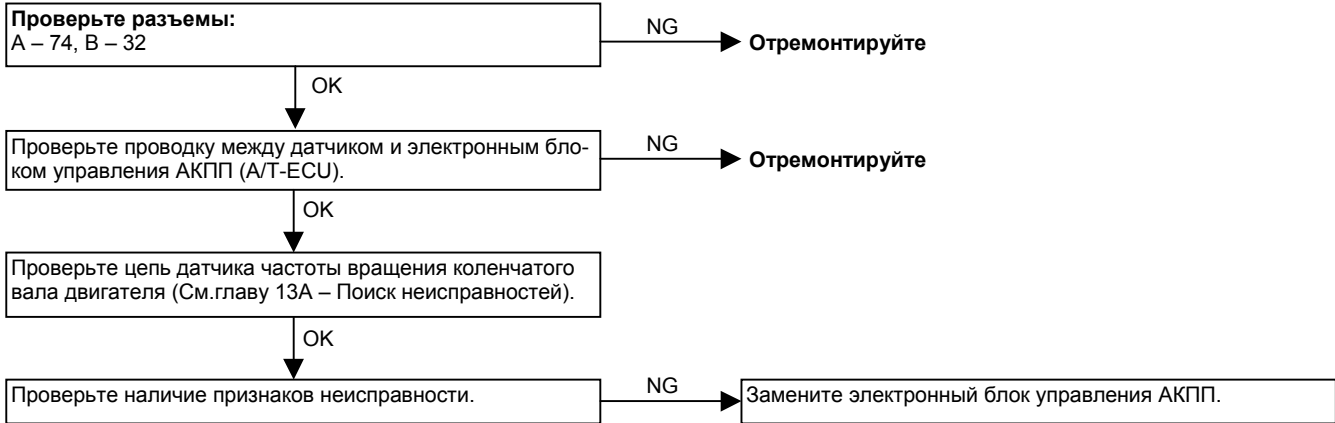 Проверьте разъемы:
A – 74, B – 32
NG
Отремонтируйте
OK
Проверьте проводку между датчиком и электронным бло-
ком управления АКПП (A/T-ECU).
NG
Отремонтируйте
OK
Проверьте цепь датчика частоты вращения коленчатого
вала двигателя (См.главу 13А – Поиск неисправностей).
OK
Проверьте наличие признаков неисправности.
NG
Замените электронный блок управления АКПП.